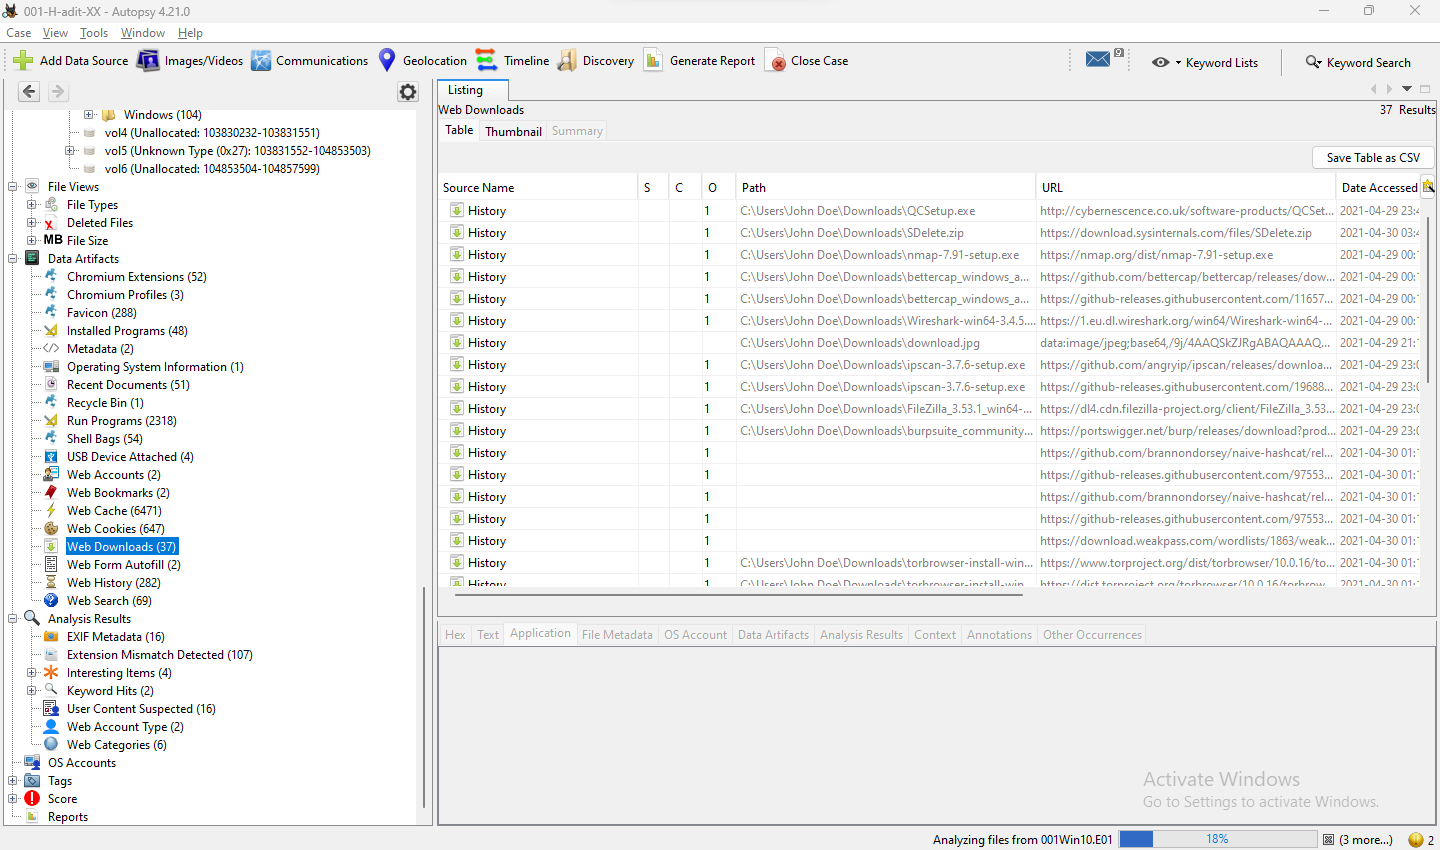 001-H-adit-XX - Autopsy 4.21.0
Case View Tools Window Help
Add Data Source Images/Videos Communications Geolocation Timeline Discovery Generate Report Close Case 9 Keyword Lists Keyword Search
Windows (104)
vol4 (Unallocated: 103830232-103831551)
vol5 (Unknown Type (0x27): 103831552-104853503)
vol6 (Unallocated: 104853504-104857599)
File Views
File Types
Deleted Files
MB File Size
Data Artifacts
Chromium Extensions (52)
Chromium Profiles (3)
Favicon (288)
Installed Programs (48)
Metadata (2)
Operating System Information (1)
Recent Documents (51)
Recycle Bin (1)
Run Programs (2318)
Shell Bags (54)
USB Device Attached (4)
Web Accounts (2)
Web Bookmarks (2)
Web Cache (6471)
Web Cookies (647)
Web Downloads (37)
Web Form Autofill (2)
Web History (282)
Web Search (69)
Analysis Results
EXIF Metadata (16)
Extension Mismatch Detected (107)
Interesting Items (4)
Keyword Hits (2)
User Content Suspected (16)
Web Account Type (2)
Web Categories (6)
OS Accounts
Tags
Score
Reports
Listing
Web Downloads 37 Results
Table Thumbnail Summary
Save Table as CSV
Source Name S C O Path URL Date Accessed
History 1 C:\Users\John Doe\Downloads\QCSetup.exe http://cybernescence.co.uk/software-products/QCSet... 2021-04-29 23:4
History 1 C:\Users\John Doe\Downloads\SDelete.zip https://download.sysinternals.com/files/SDelete.zip 2021-04-30 03:4
History 1 C:\Users\John Doe\Downloads\nmap-7.91-setup.exe https://nmap.org/dist/nmap-7.91-setup.exe 2021-04-29 00:1
History 1 C:\Users\John Doe\Downloads\bettercap_windows_a... https://github.com/bettercap/bettercap/releases/dow... 2021-04-29 00:1
History 1 C:\Users\John Doe\Downloads\bettercap_windows_a... https://github-releases.githubusercontent.com/11657... 2021-04-29 00:1
History 1 C:\Users\John Doe\Downloads\Wireshark-win64-3.4.5.... https://1.eu.dl.wireshark.org/win64/Wireshark-win64-... 2021-04-29 00:1
History C:\Users\John Doe\Downloads\download.jpg data:image/jpeg;base64,/9j/4AAQSkZJRgABAQAAAQ... 2021-04-29 21:1
History 1 C:\Users\John Doe\Downloads\ipscan-3.7.6-setup.exe https://github.com/angryip/ipscan/releases/downloa... 2021-04-29 23:0
History 1 C:\Users\John Doe\Downloads\ipscan-3.7.6-setup.exe https://github-releases.githubusercontent.com/19688... 2021-04-29 23:0
History 1 C:\Users\John Doe\Downloads\FileZilla_3.53.1_win64-... https://dl4.cdn.filezilla-project.org/client/FileZilla_3.53... 2021-04-29 23:0
History 1 C:\Users\John Doe\Downloads\burpsuite_community... https://portswigger.net/burp/releases/download?prod... 2021-04-29 23:0
History 1 https://github.com/brannondorsey/naive-hashcat/rel... 2021-04-30 01:1
History 1 https://github-releases.githubusercontent.com/97553... 2021-04-30 01:1
History 1 https://github.com/brannondorsey/naive-hashcat/rel... 2021-04-30 01:1
History 1 https://github-releases.githubusercontent.com/97553... 2021-04-30 01:1
History 1 https://download.weakpass.com/wordlists/1863/weak... 2021-04-30 01:1
History 1 C:\Users\John Doe\Downloads\torbrowser-install-win... https://www.torproject.org/dist/torbrowser/10.0.16/to... 2021-04-30 01:1
History 1 C:\Users\John Doe\Downloads\torbrowser-install-win... https://dist.torproject.org/torbrowser/10.0.16/torbrow... 2021-04-30 01:1
Hex Text Application File Metadata OS Account Data Artifacts Analysis Results Context Annotations Other Occurrences
Activate Windows
Go to Settings to activate Windows.
Analyzing files from 001Win10.E01 18% (3 more...) 2